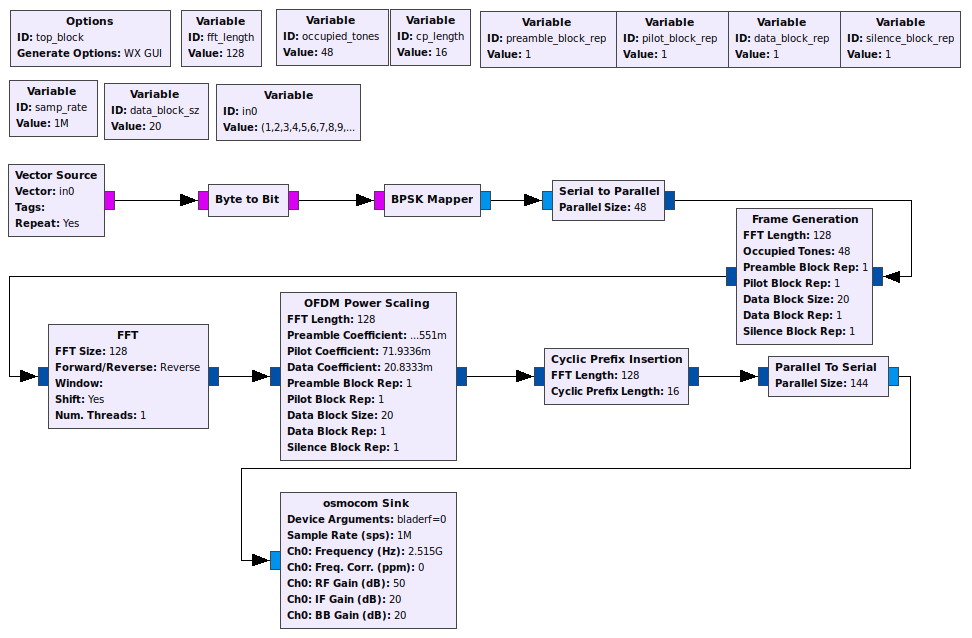 Options
ID: top_block
Generate Options: WX GUI
Variable
ID: fft_length
Value: 128
Variable
ID: occupied_tones
Value: 48
Variable
ID: cp_length
Value: 16
Variable
ID: preamble_block_rep
Value: 1
Variable
ID: pilot_block_rep
Value: 1
Variable
ID: data_block_rep
Value: 1
Variable
ID: silence_block_rep
Value: 1
Variable
ID: samp_rate
Value: 1M
Variable
ID: data_block_sz
Value: 20
Variable
ID: in0
Value: (1,2,3,4,5,6,7,8,9,...
Vector Source
Vector: in0
Tags:
Repeat: Yes
Byte to Bit
BPSK Mapper
Serial to Parallel
Parallel Size: 48
Frame Generation
FFT Length: 128
Occupied Tones: 48
Preamble Block Rep: 1
Pilot Block Rep: 1
Data Block Size: 20
Data Block Rep: 1
Silence Block Rep: 1
FFT
FFT Size: 128
Forward/Reverse: Reverse
Window:
Shift: Yes
Num. Threads: 1
OFDM Power Scaling
FFT Length: 128
Preamble Coefficient: ...551m
Pilot Coefficient: 71.9336m
Data Coefficient: 20.8333m
Preamble Block Rep: 1
Pilot Block Rep: 1
Data Block Size: 20
Data Block Rep: 1
Silence Block Rep: 1
Cyclic Prefix Insertion
FFT Length: 128
Cyclic Prefix Length: 16
Parallel To Serial
Parallel Size: 144
osmocom Sink
Device Arguments: bladerf=0
Sample Rate (sps): 1M
Ch0: Frequency (Hz): 2.515G
Ch0: Freq. Corr. (ppm): 0
Ch0: RF Gain (dB): 50
Ch0: IF Gain (dB): 20
Ch0: BB Gain (dB): 20